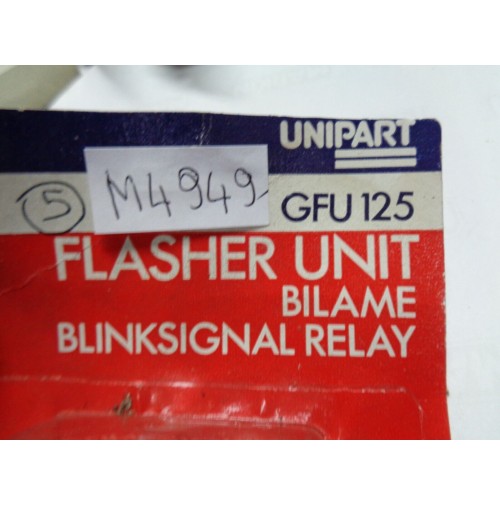 UNIPART
5 M4949 GFU 125
FLASHER UNIT
BILAME
BLINKSIGNAL RELAY